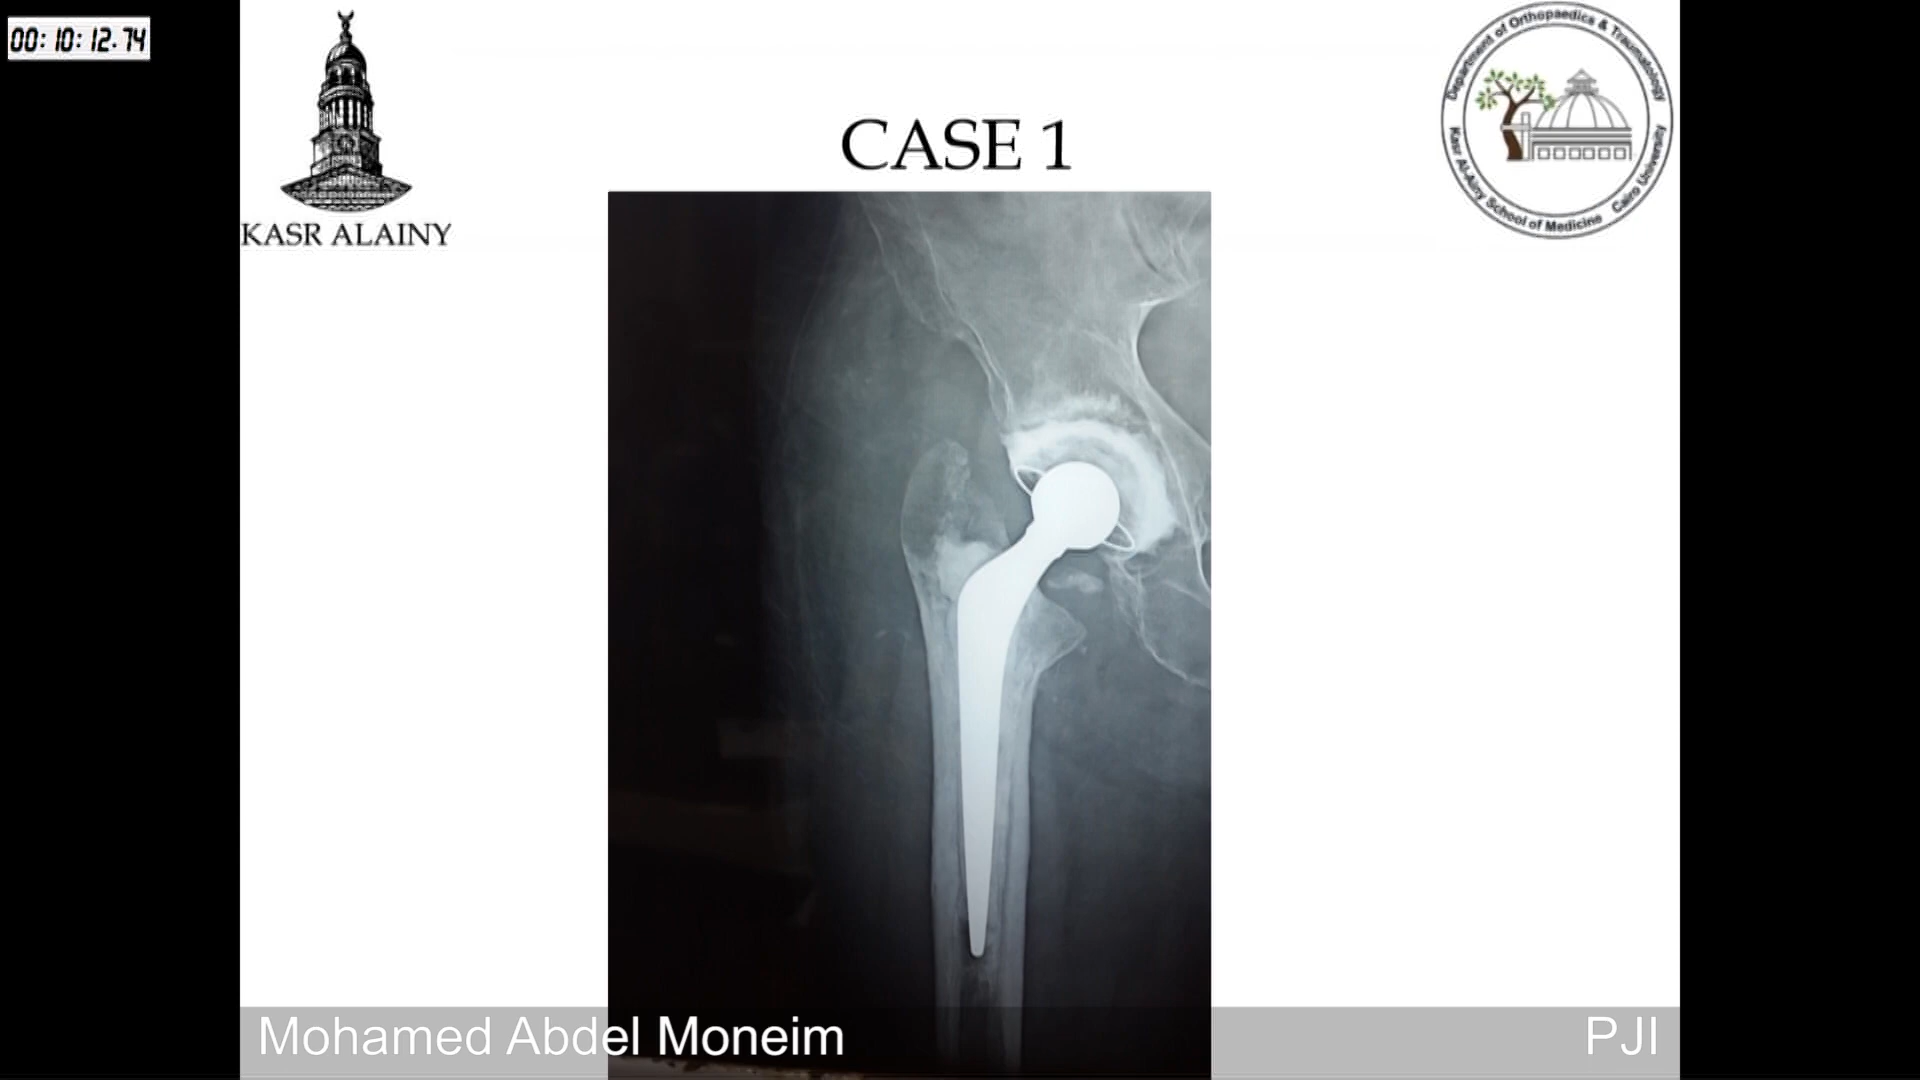 00:10:12.74
KASR ALAINY
CASE 1
Department of Orthopaedics & Traumatology
Kasr Al-Ainy School of Medicine Cairo University
Mohamed Abdel Moneim
PJI